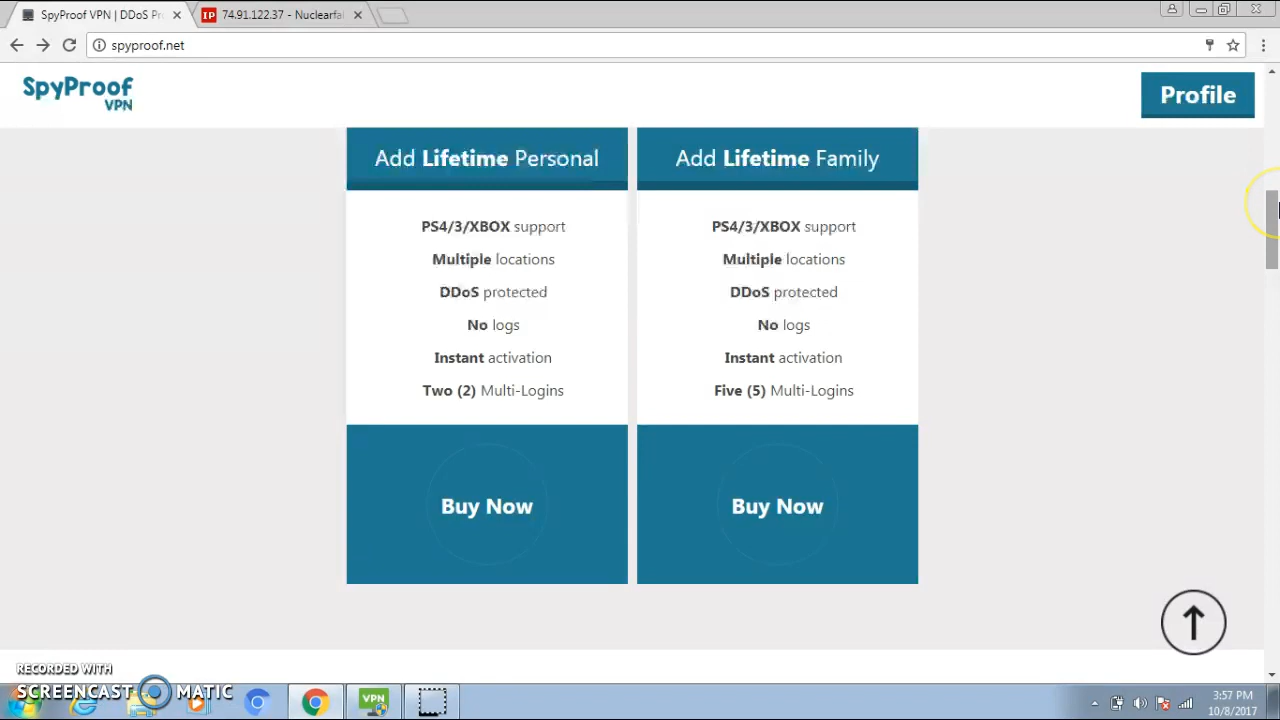 SpyProof VPN | DDoS Pr
74.91.122.37 - Nuclearfal
spyproof.net
SpyProof
VPN
Profile
Add Lifetime Personal
PS4/3/XBOX support
Multiple locations
DDoS protected
No logs
Instant activation
Two (2) Multi-Logins
Buy Now
Add Lifetime Family
PS4/3/XBOX support
Multiple locations
DDoS protected
No logs
Instant activation
Five (5) Multi-Logins
Buy Now
RECORDED WITH
SCREENCAST MATIC
VPN
3:57 PM
10/8/2017